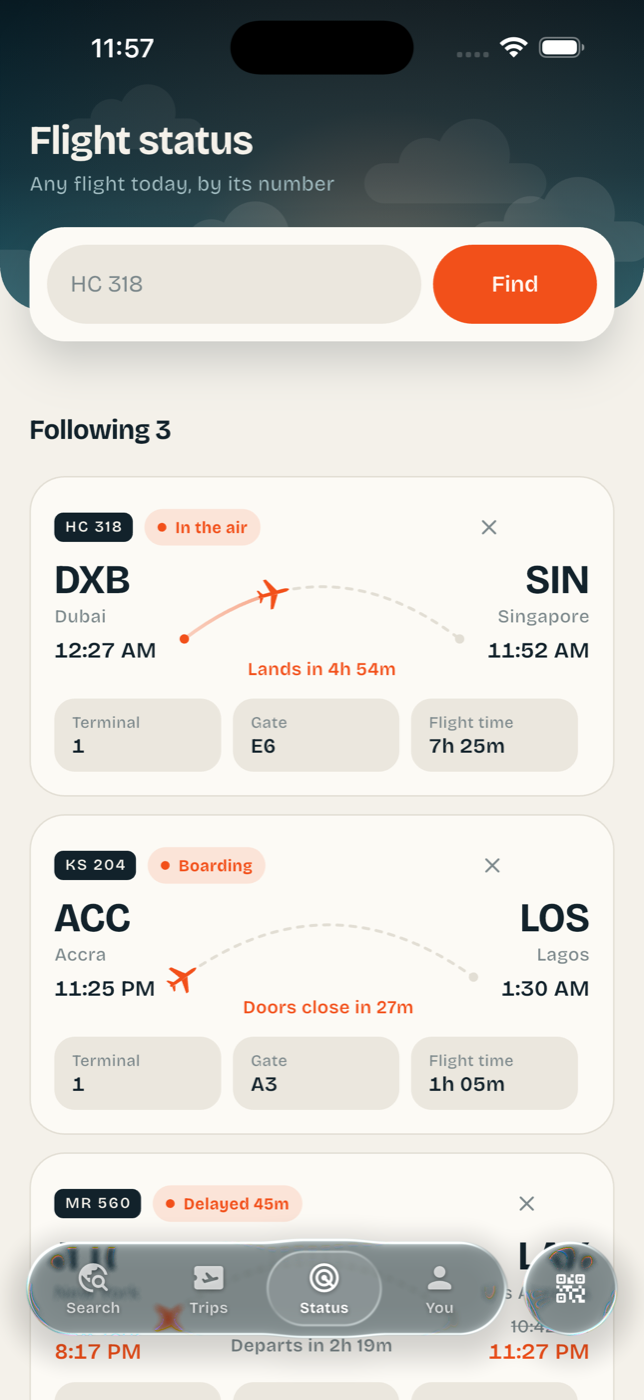 11:57
Flight status
Any flight today, by its number
HC 318
Find
Following 3
HC 318
In the air
DXB
SIN
Dubai
Singapore
12:27 AM
11:52 AM
Lands in 4h 54m
Terminal
Gate
Flight time
1
E6
7h 25m
KS 204
Boarding
ACC
LOS
Accra
Lagos
11:25 PM
1:30 AM
Doors close in 27m
Terminal
Gate
Flight time
1
A3
1h 05m
MR 560
Delayed 45m
Search
Trips
Status
You
8:17 PM
Departs in 2h 19m
11:27 PM